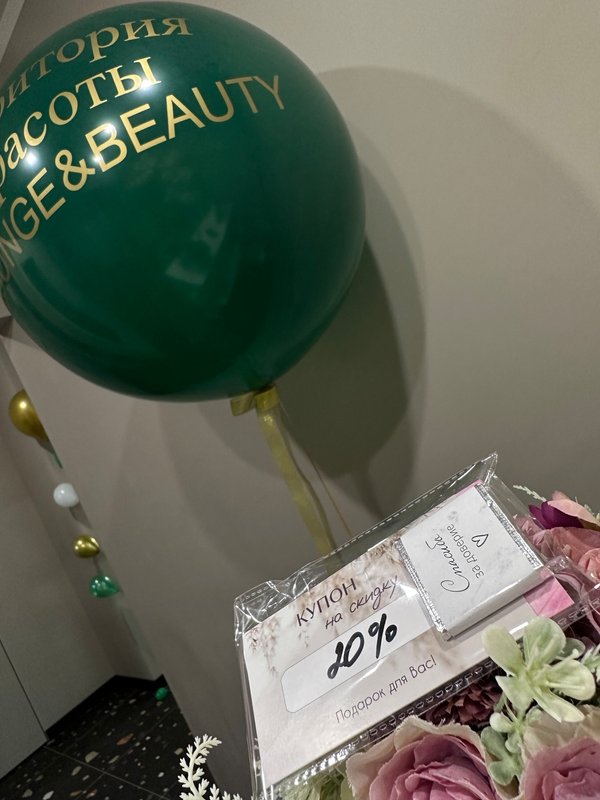 итория
расоты
UNGE&BEAUTY
КУПОН
на скидку
20%
Подарок для Вас!
Спасибо
за доверие